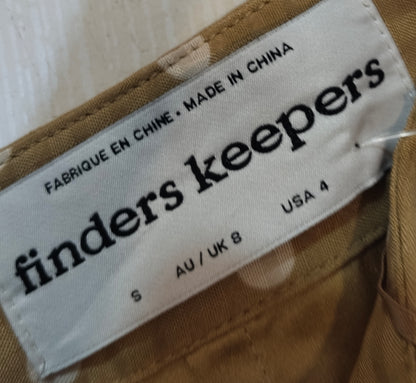 FABRIQUE EN CHINE • MADE IN CHINA
finders keepers
S AU / UK 8 USA 4